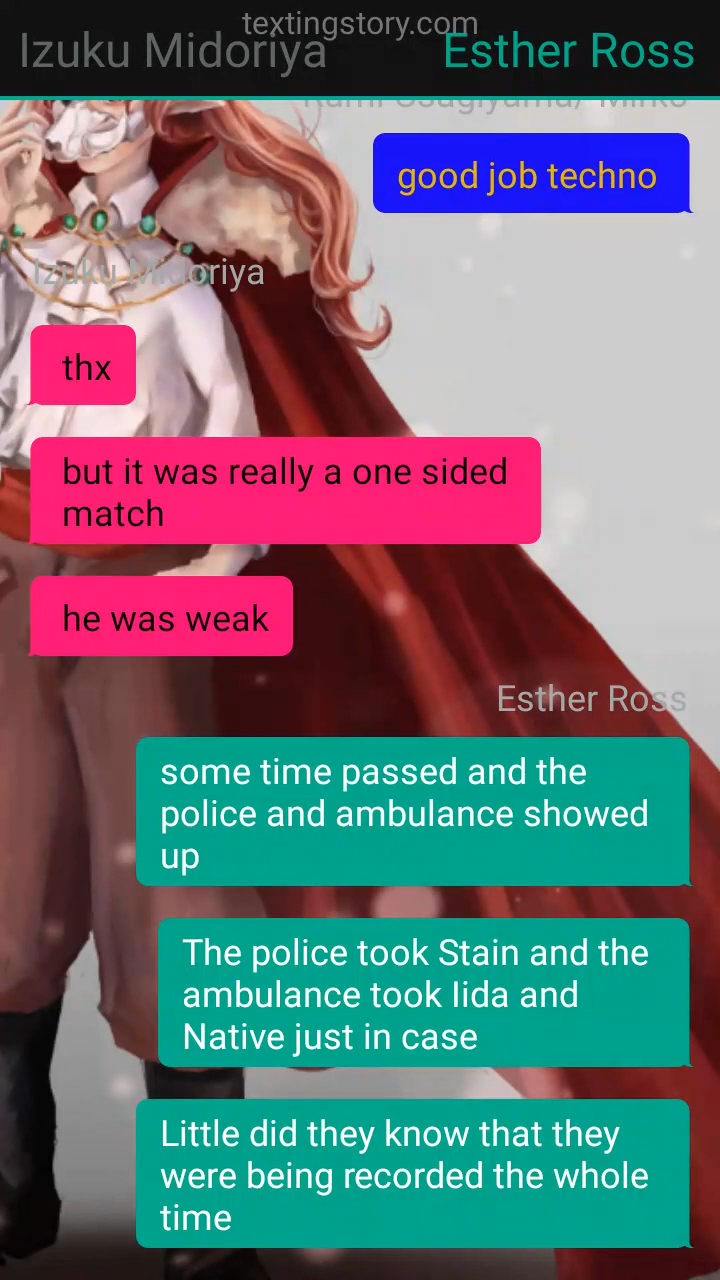 textingstory.com
Izuku Midoriya
Esther Ross
Rumi Usagiyama/ Mirko
good job techno
Izuku Midoriya
thx
but it was really a one sided
match
he was weak
Esther Ross
some time passed and the
police and ambulance showed
up
The police took Stain and the
ambulance took Iida and
Native just in case
Little did they know that they
were being recorded the whole
time